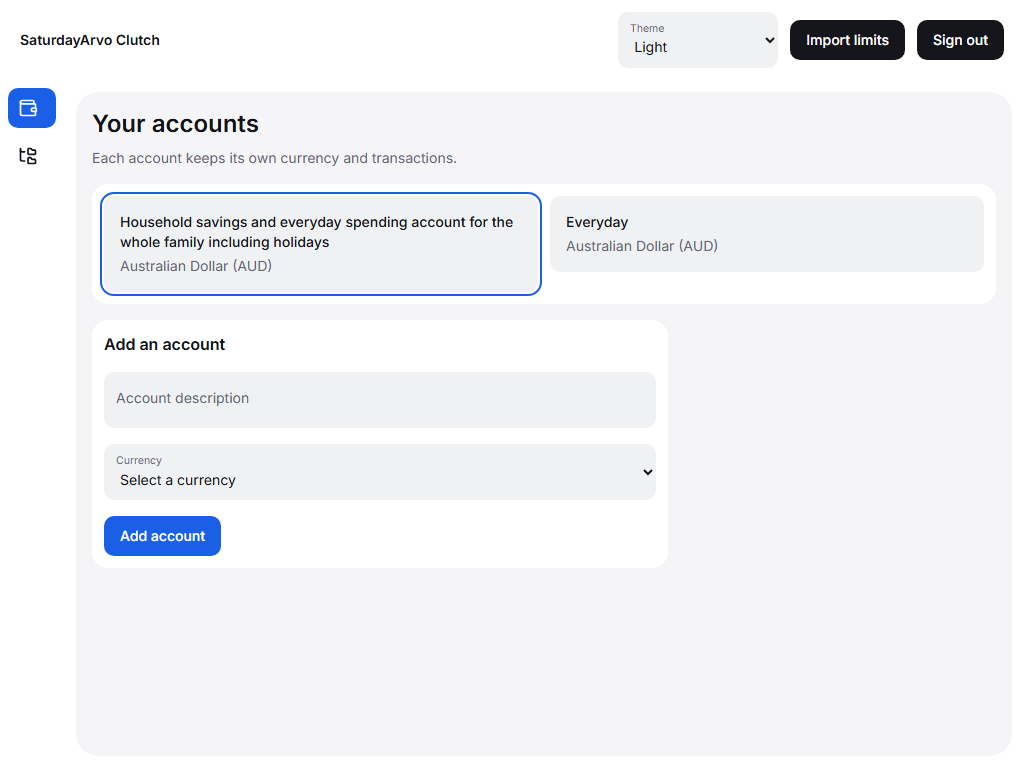 SaturdayArvo Clutch
Theme
Light
Import limits
Sign out
Your accounts
Each account keeps its own currency and transactions.
Household savings and everyday spending account for the
whole family including holidays
Australian Dollar (AUD)
Everyday
Australian Dollar (AUD)
Add an account
Account description
Currency
Select a currency
Add account